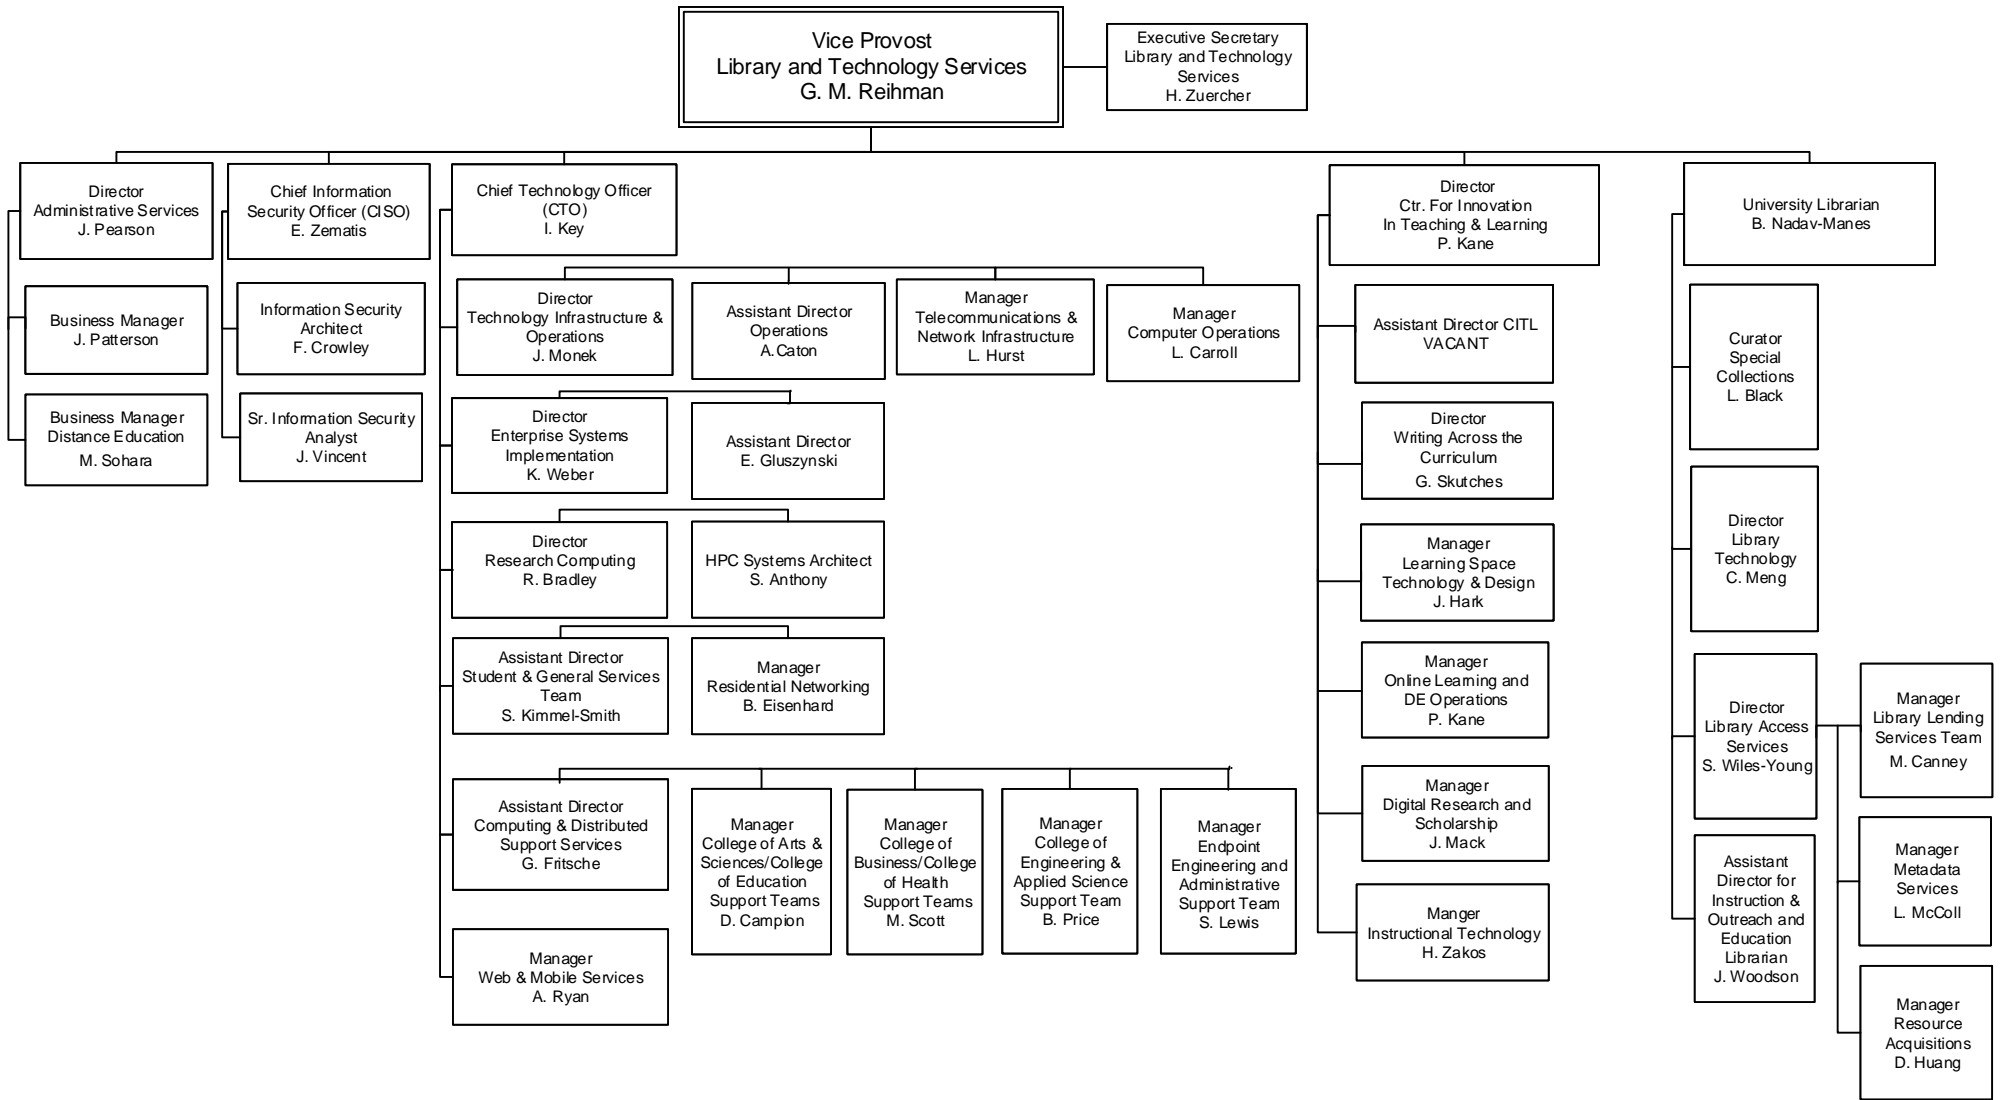 Vice Provost
Library and Technology Services
G. M. Reihman
Executive Secretary
Library and Technology
Services
H. Zuercher
Director
Administrative Services
J. Pearson
Business Manager
J. Patterson
Business Manager
Distance Education
M. Sohara
Chief Information
Security Officer (CISO)
E. Zematis
Information Security
Architect
F. Crowley
Sr. Information Security
Analyst
J. Vincent
Chief Technology Officer
(CTO)
I. Key
Director
Technology Infrastructure &
Operations
J. Monek
Assistant Director
Operations
A.Caton
Manager
Telecommunications &
Network Infrastructure
L. Hurst
Manager
Computer Operations
L. Carroll
Director
Enterprise Systems
Implementation
K. Weber
Assistant Director
E. Gluszynski
Director
Research Computing
R. Bradley
HPC Systems Architect
S. Anthony
Assistant Director
Student & General Services
Team
S. Kimmel-Smith
Manager
Residential Networking
B. Eisenhard
Assistant Director
Computing & Distributed
Support Services
G. Fritsche
Manager
College of Arts &
Sciences/College
of Education
Support Teams
D. Campion
Manager
College of
Business/College
of Health
Support Teams
M. Scott
Manager
College of
Engineering &
Applied Science
Support Team
B. Price
Manager
Endpoint
Engineering and
Administrative
Support Team
S. Lewis
Manager
Web & Mobile Services
A. Ryan
Director
Ctr. For Innovation
In Teaching & Learning
P. Kane
Assistant Director CITL
VACANT
Director
Writing Across the
Curriculum
G. Skutches
Manager
Learning Space
Technology & Design
J. Hark
Manager
Online Learning and
DE Operations
P. Kane
Manager
Digital Research and
Scholarship
J. Mack
Manger
Instructional Technology
H. Zakos
University Librarian
B. Nadav-Manes
Curator
Special
Collections
L. Black
Director
Library
Technology
C. Meng
Director
Library Access
Services
S. Wiles-Young
Manager
Library Lending
Services Team
M. Canney
Manager
Metadata
Services
L. McColl
Manager
Resource
Acquisitions
D. Huang
Assistant
Director for
Instruction &
Outreach and
Education
Librarian
J. Woodson